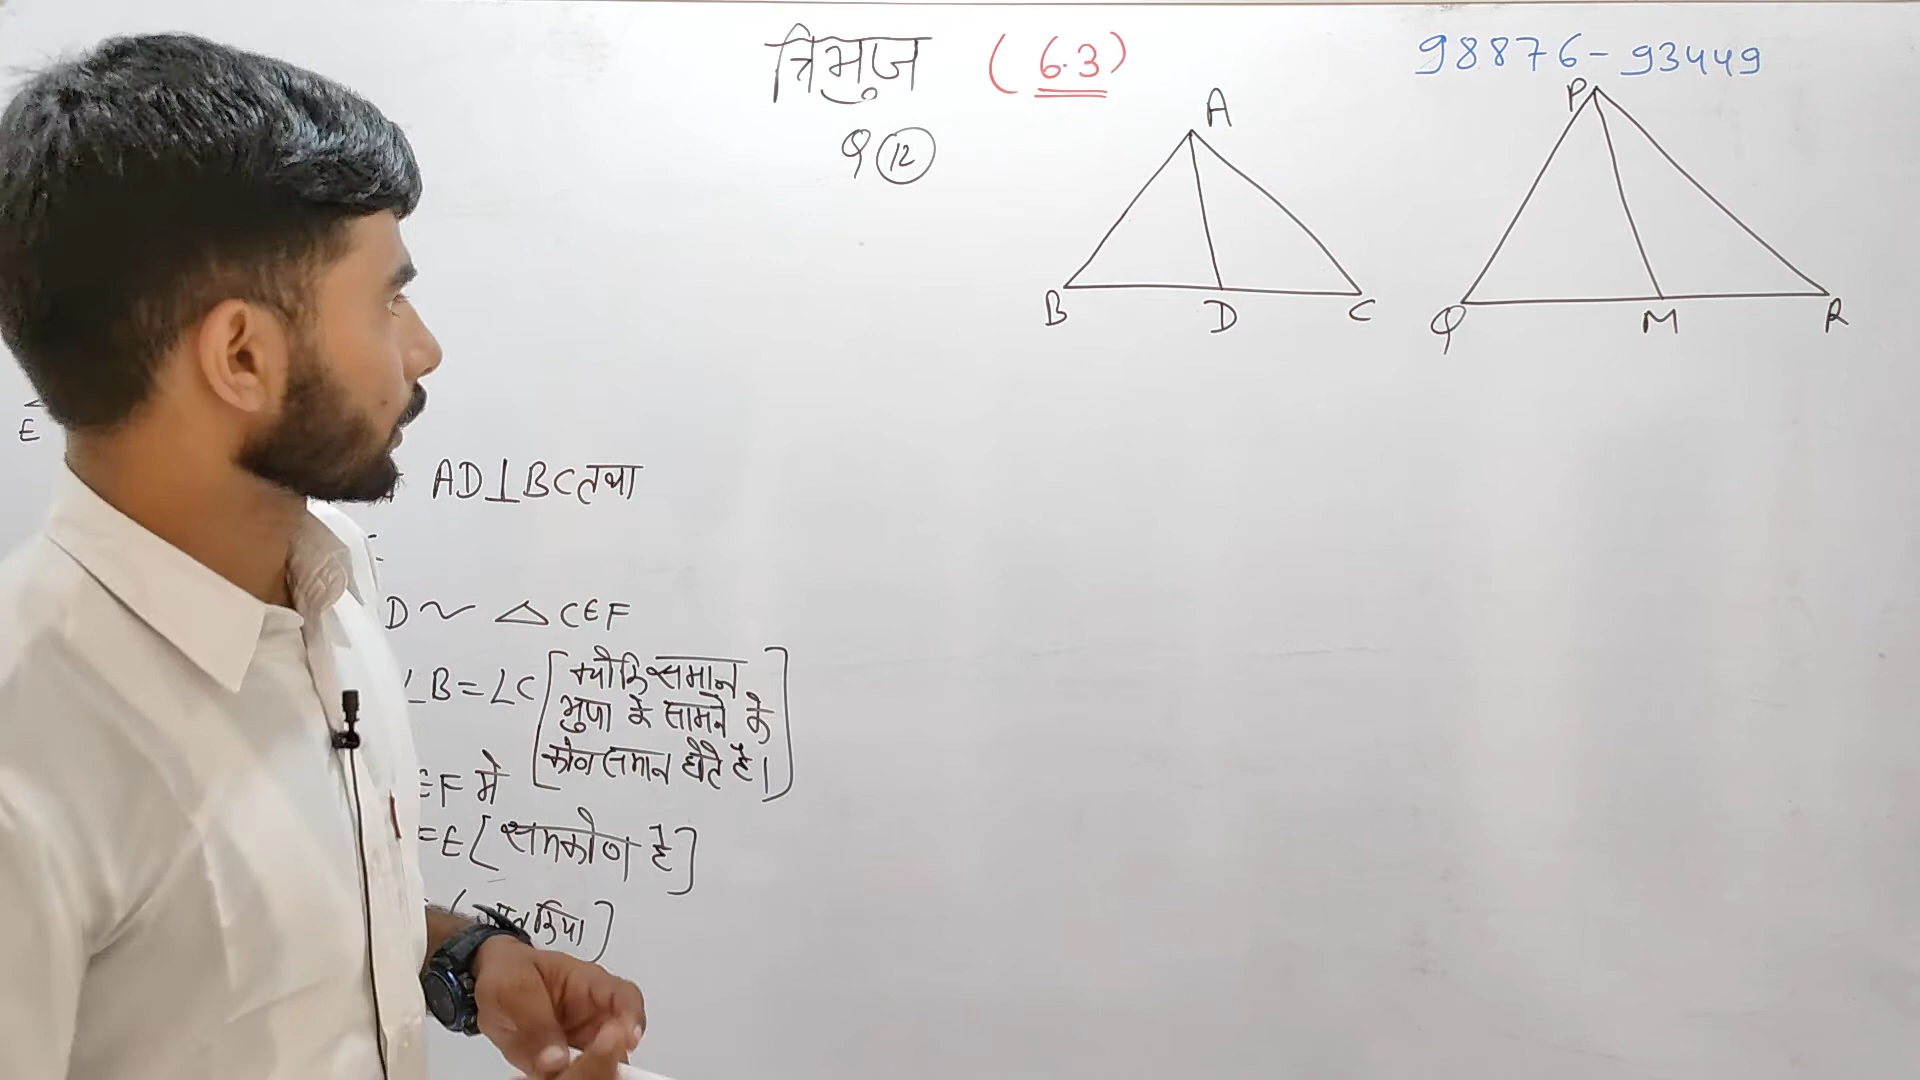 त्रिभुज (6.3)
98876-93449
Q 12
A
B D C
P
Q M R
E
AD⊥BC तथा
D ~ △CEF
∠B=∠C [क्योंकि समान
भुजा के सामने के
कोण समान होते है।]
EF में
=E [समकोण है]